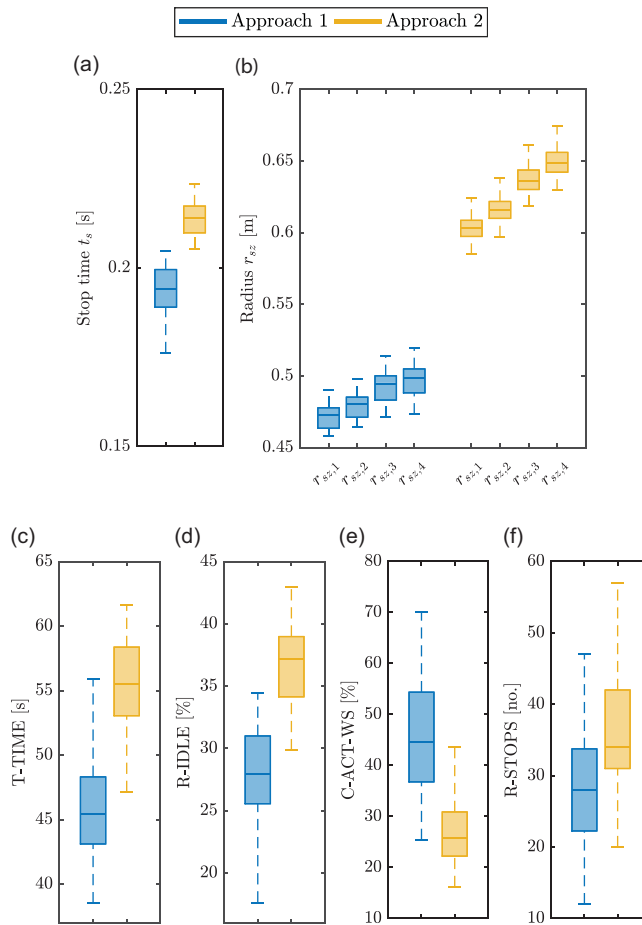 Approach 1 Approach 2
(a)
(b)
Stop time t_s [s]
0.25
0.2
0.15
Radius r_sz [m]
0.7
0.65
0.6
0.55
0.5
0.45
r_sz,1 r_sz,2 r_sz,3 r_sz,4 r_sz,1 r_sz,2 r_sz,3 r_sz,4
(c)
(d)
(e)
(f)
T-TIME [s]
65
60
55
50
45
40
R-IDLE [%]
45
40
35
30
25
20
C-ACT-WS [%]
80
70
60
50
40
30
20
10
R-STOPS [no.]
60
50
40
30
20
10